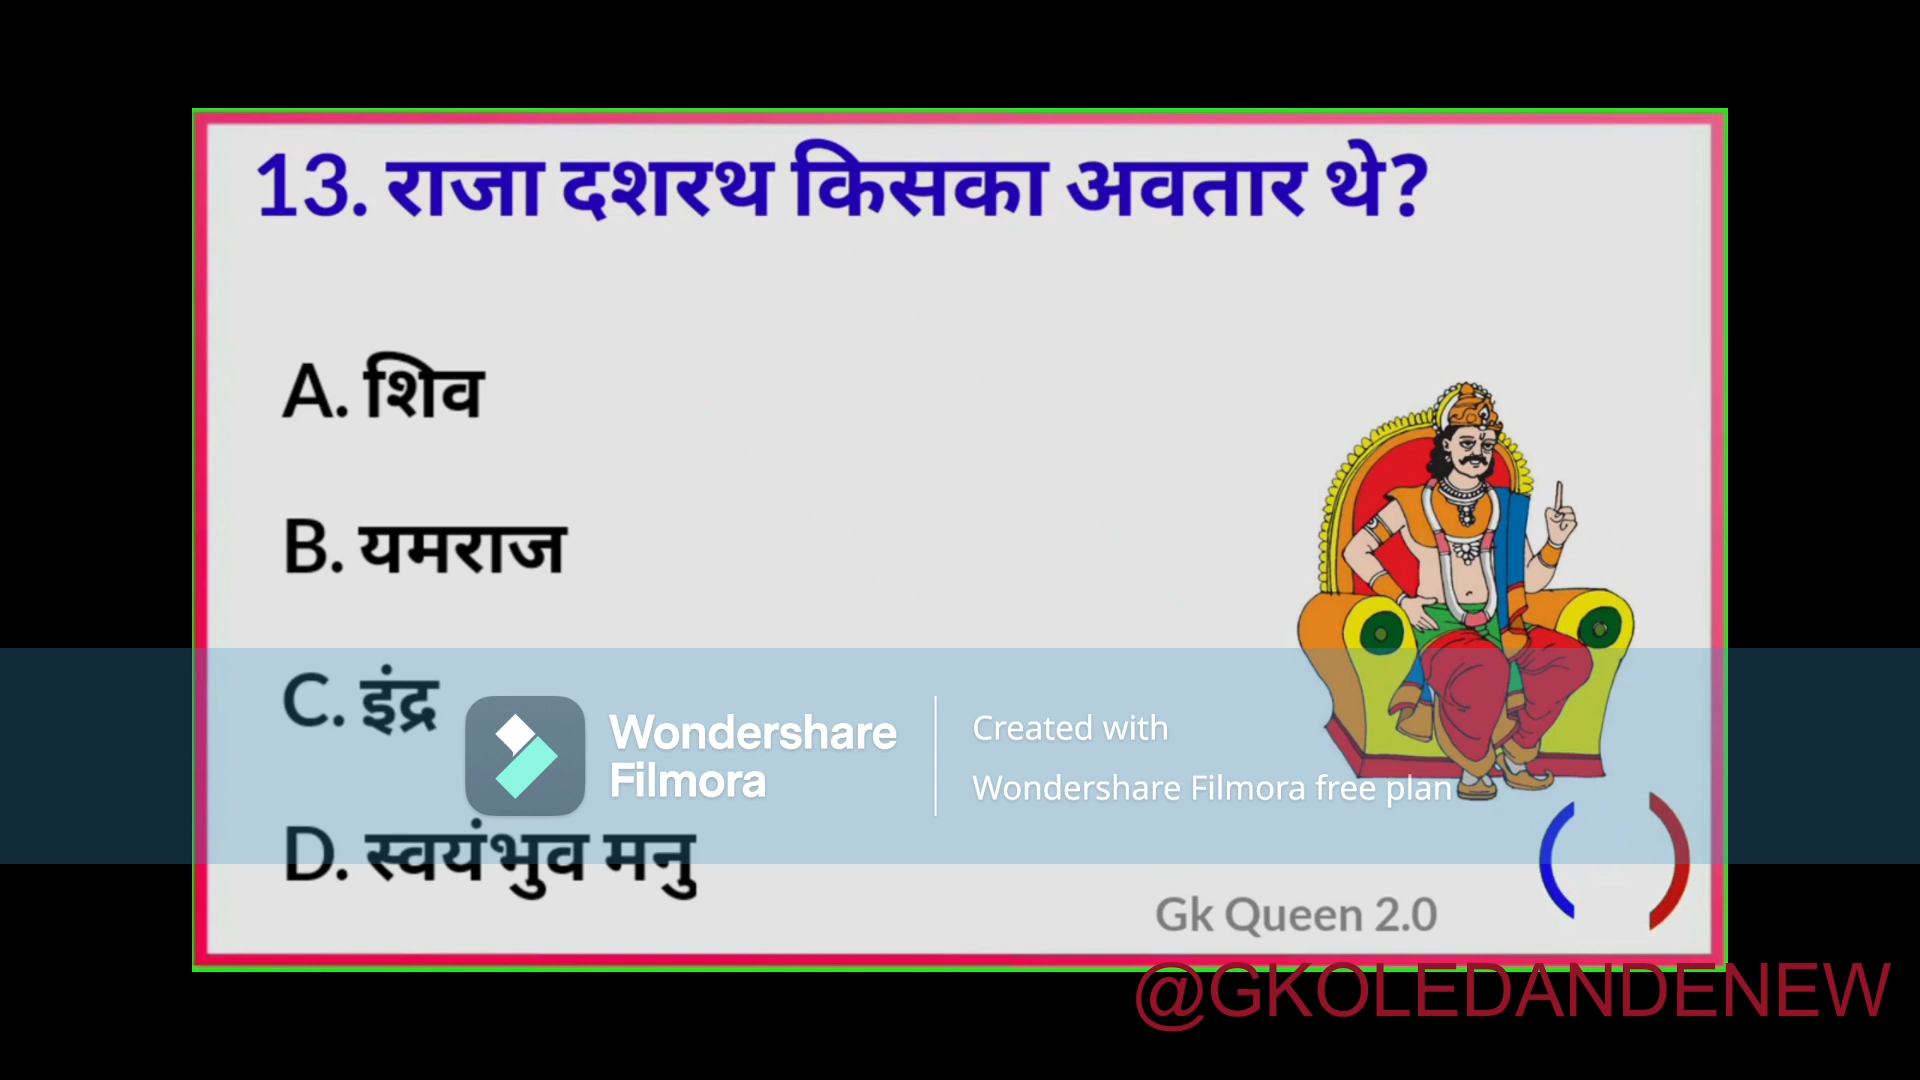 13. राजा दशरथ किसका अवतार थे?
A. शिव
B. यमराज
C. इंद्र
Wondershare
Filmora
Created with
Wondershare Filmora free plan
D. स्वयंभुव मनु
Gk Queen 2.0
@GKOLEDANDENEW